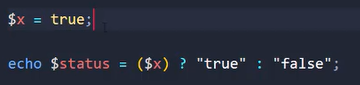 $x = true;
echo $status = ($x) ? "true" : "false";